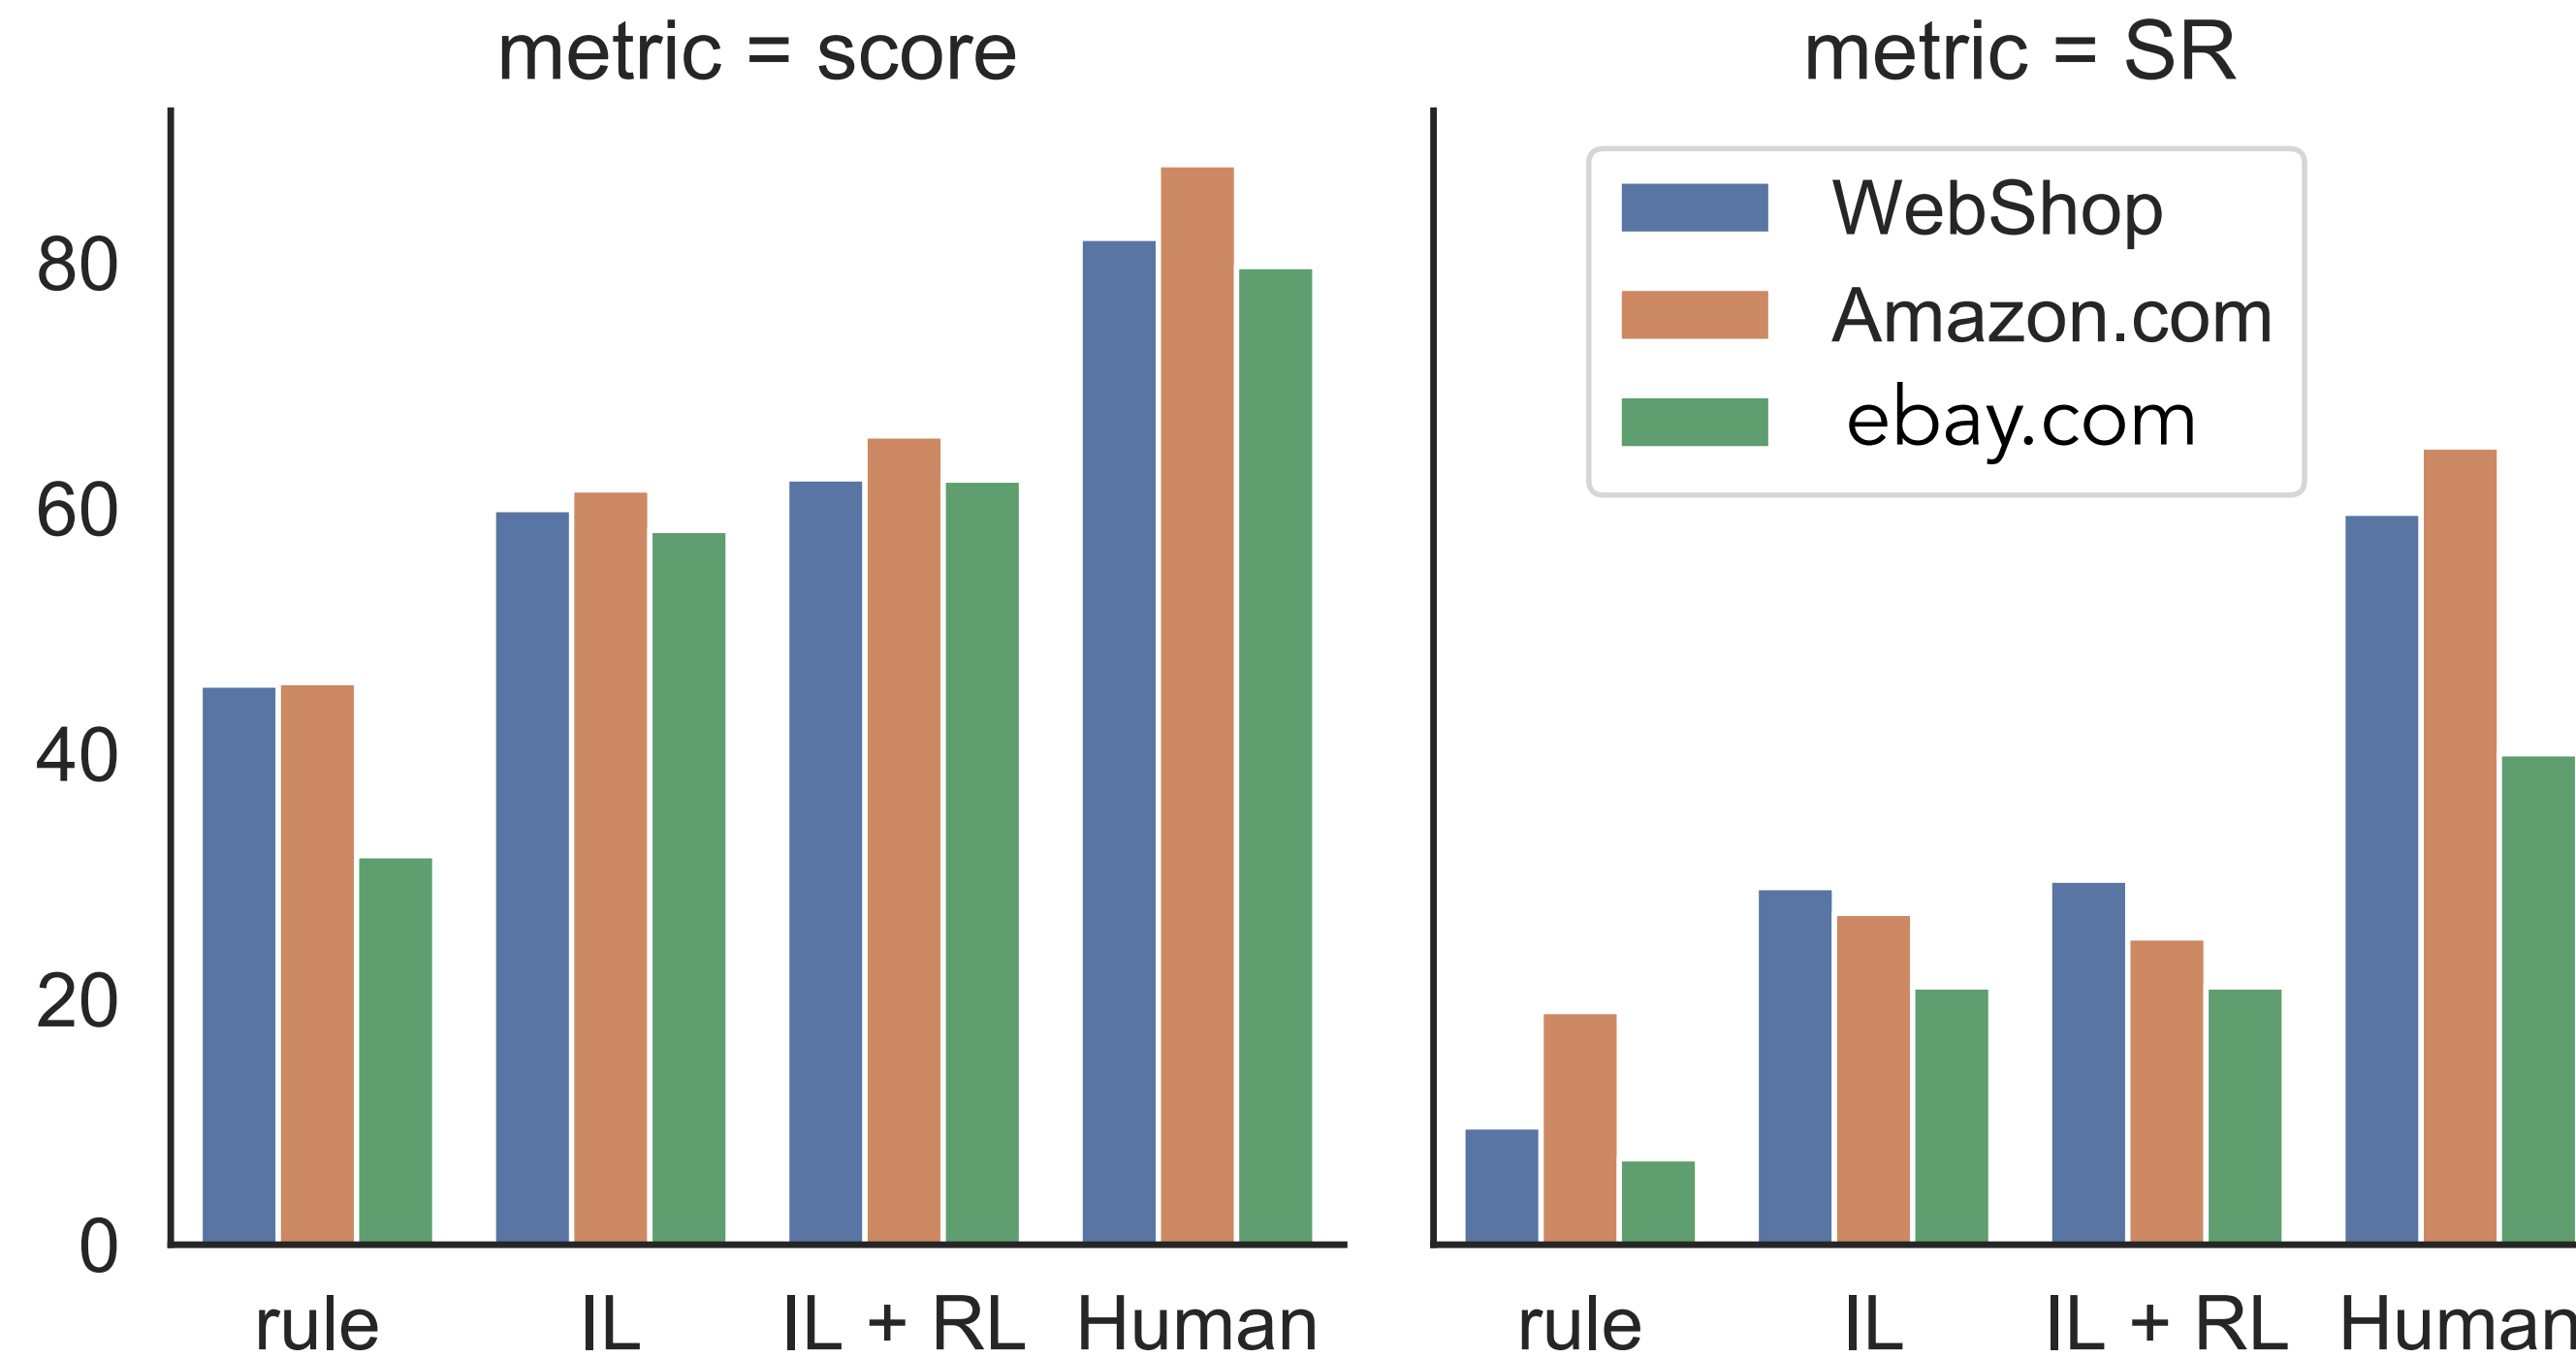 metric = score
metric = SR
WebShop
Amazon.com
ebay.com
80
60
40
20
0
rule IL IL + RL Human
rule IL IL + RL Human